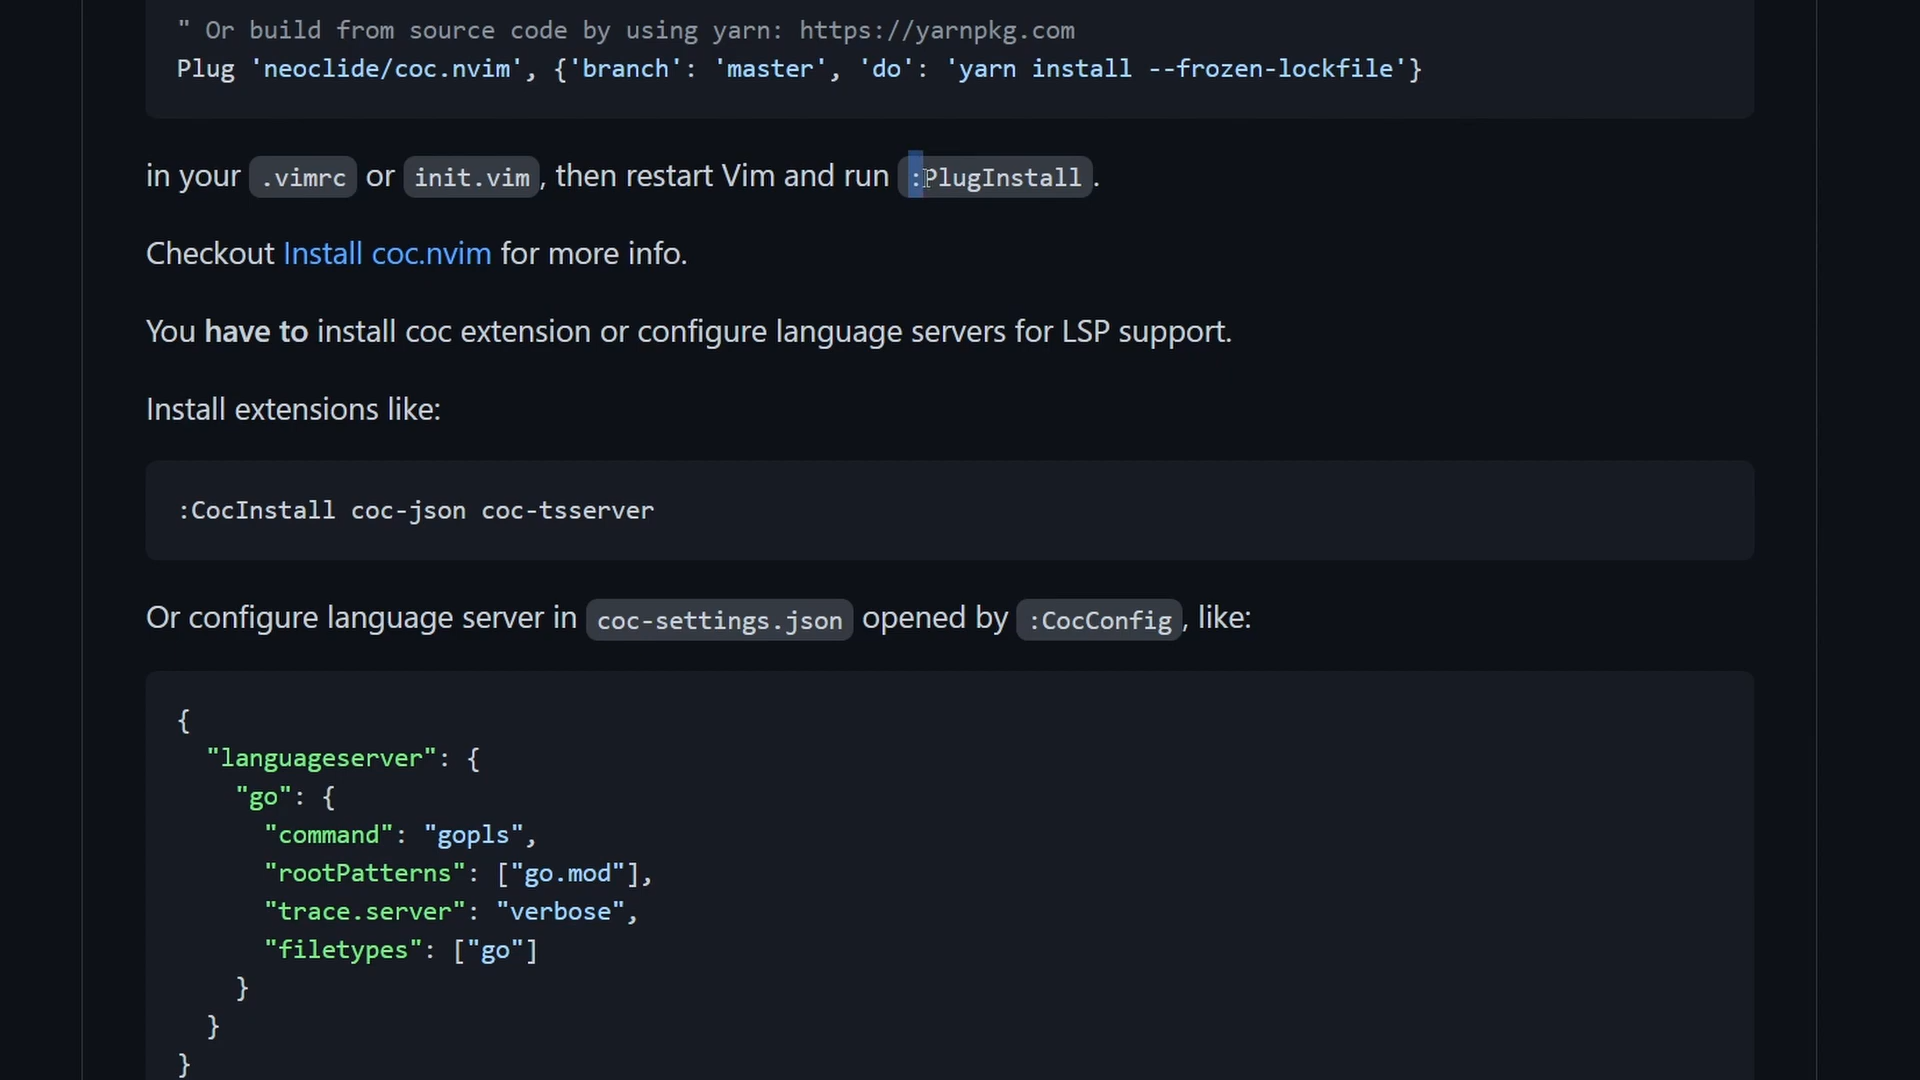 " Or build from source code by using yarn: https://yarnpkg.com
Plug 'neoclide/coc.nvim', {'branch': 'master', 'do': 'yarn install --frozen-lockfile'}
in your .vimrc or init.vim, then restart Vim and run :PlugInstall.
Checkout Install coc.nvim for more info.
You have to install coc extension or configure language servers for LSP support.
Install extensions like:
:CocInstall coc-json coc-tsserver
Or configure language server in coc-settings.json opened by :CocConfig, like:
{
  "languageserver": {
    "go": {
      "command": "gopls",
      "rootPatterns": ["go.mod"],
      "trace.server": "verbose",
      "filetypes": ["go"]
    }
  }
}